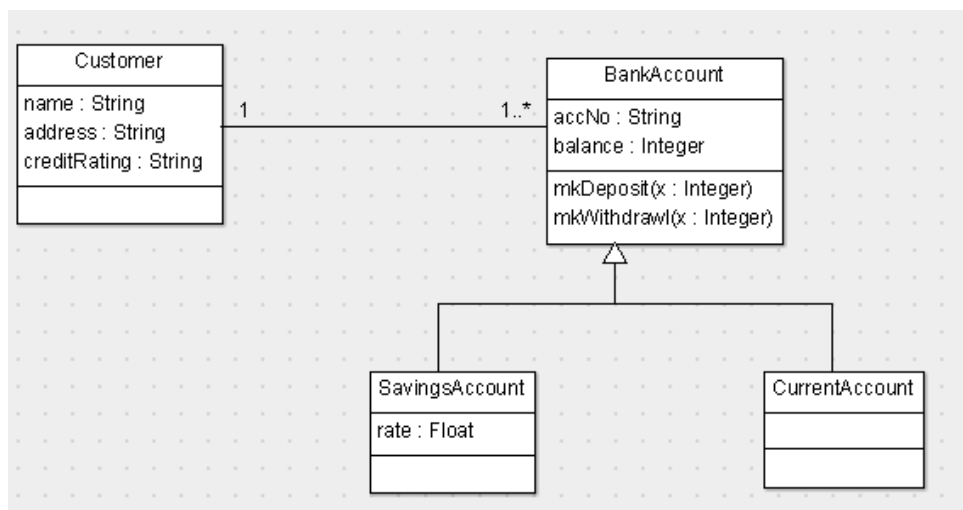 Customer
name : String
address : String
creditRating : String
1
1..*
BankAccount
accNo : String
balance : Integer
mkDeposit(x : Integer)
mkWithdrawl(x : Integer)
SavingsAccount
rate : Float
CurrentAccount